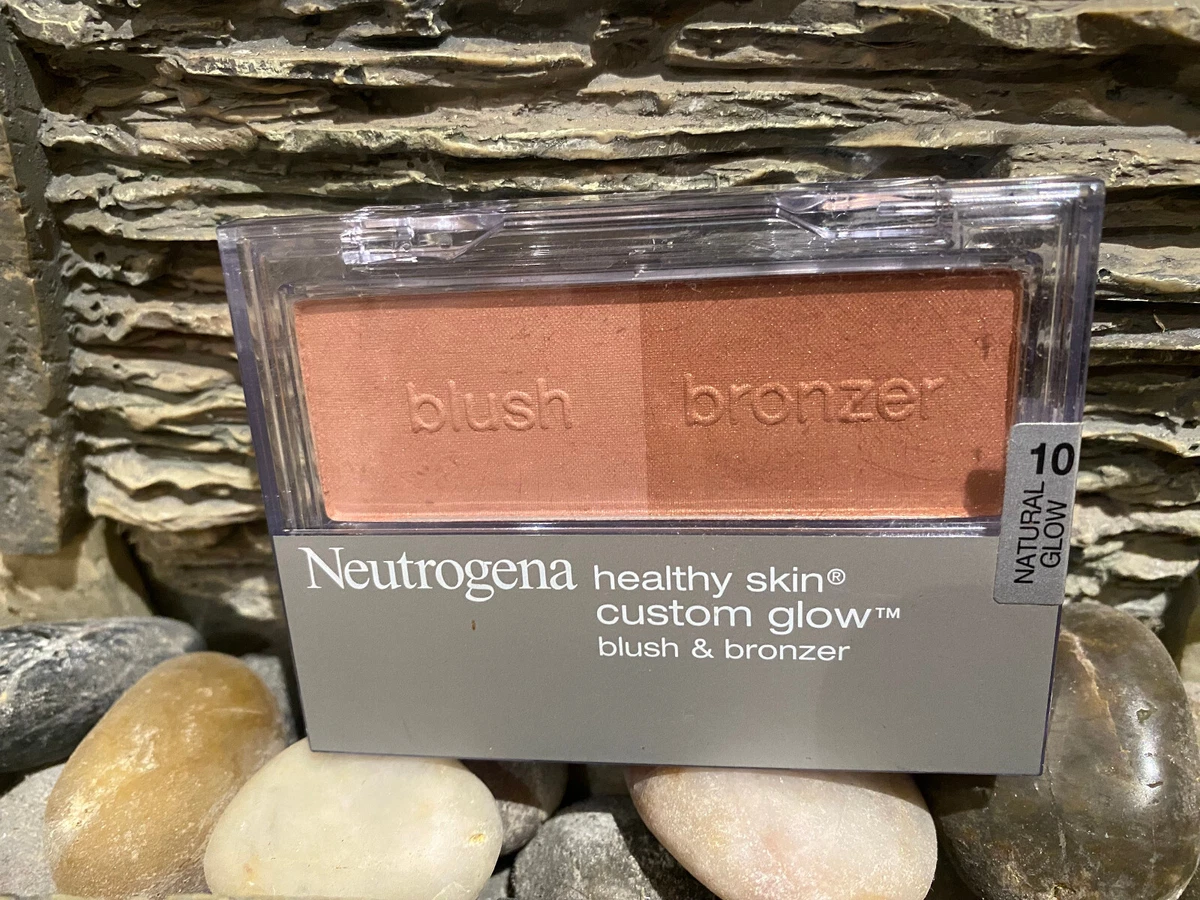 blush
bronzer
10
NATURAL
GLOW
Neutrogena healthy skin®
custom glow™
blush & bronzer